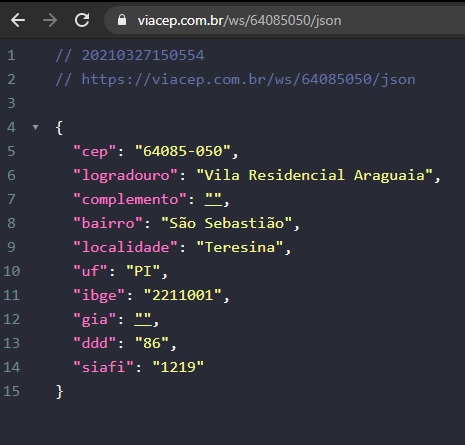 viacep.com.br/ws/64085050/json
1 // 20210327150554
2 // https://viacep.com.br/ws/64085050/json
3
4 {
5 "cep": "64085-050",
6 "logradouro": "Vila Residencial Araguaia",
7 "complemento": "",
8 "bairro": "São Sebastião",
9 "localidade": "Teresina",
10 "uf": "PI",
11 "ibge": "2211001",
12 "gia": "",
13 "ddd": "86",
14 "siafi": "1219"
15 }